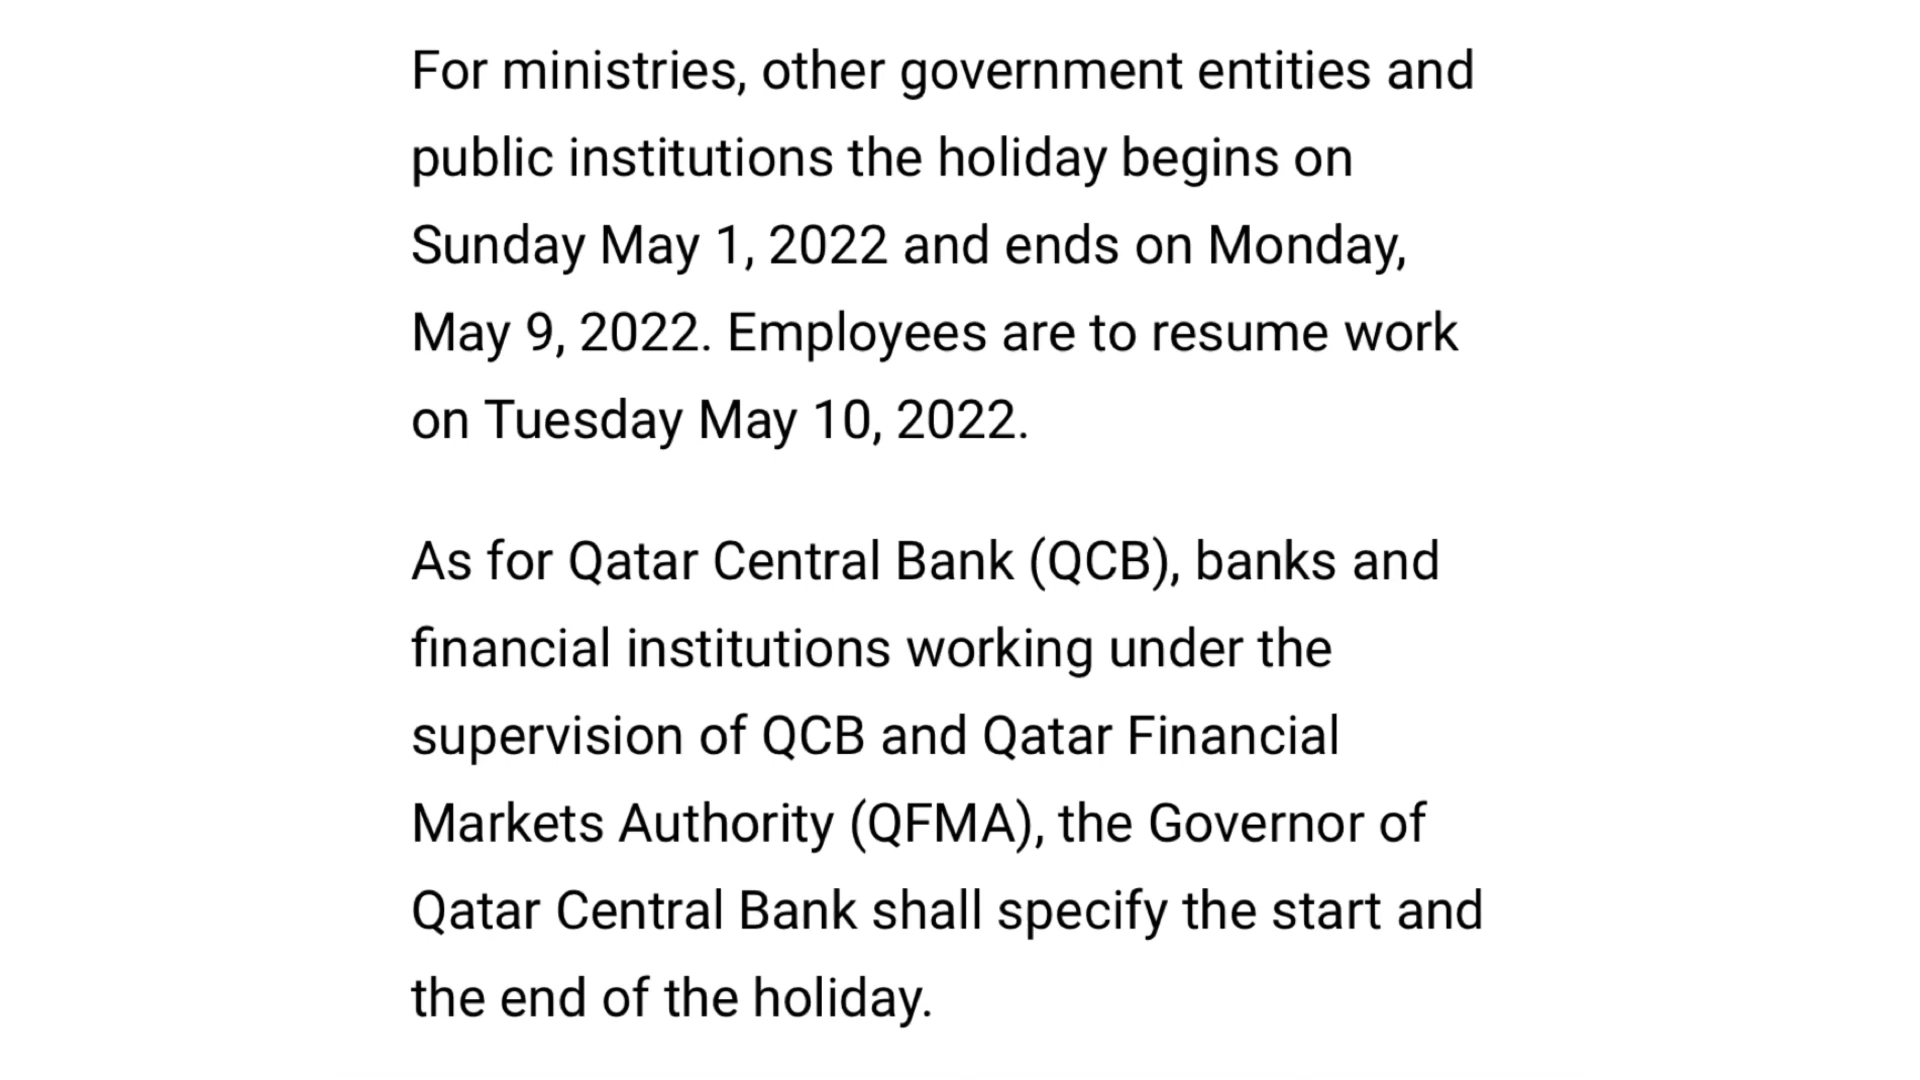 For ministries, other government entities and
public institutions the holiday begins on
Sunday May 1, 2022 and ends on Monday,
May 9, 2022. Employees are to resume work
on Tuesday May 10, 2022.
As for Qatar Central Bank (QCB), banks and
financial institutions working under the
supervision of QCB and Qatar Financial
Markets Authority (QFMA), the Governor of
Qatar Central Bank shall specify the start and
the end of the holiday.